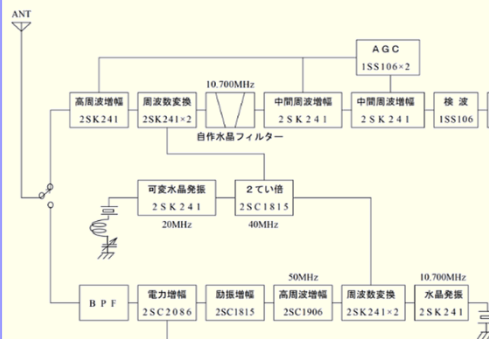 ANT
AGC
1SS106×2
10.700MHz
高周波増幅
2SK241
周波数変換
2SK241×2
中間周波増幅
2SK241
中間周波増幅
2SK241
検波
1SS106
自作水晶フィルター
可変水晶発振
2SK241
2てい倍
2SC1815
20MHz
40MHz
50MHz
10.700MHz
BPF
電力増幅
2SC2086
励振増幅
2SC1815
高周波増幅
2SC1906
周波数変換
2SK241×2
水晶発振
2SK241